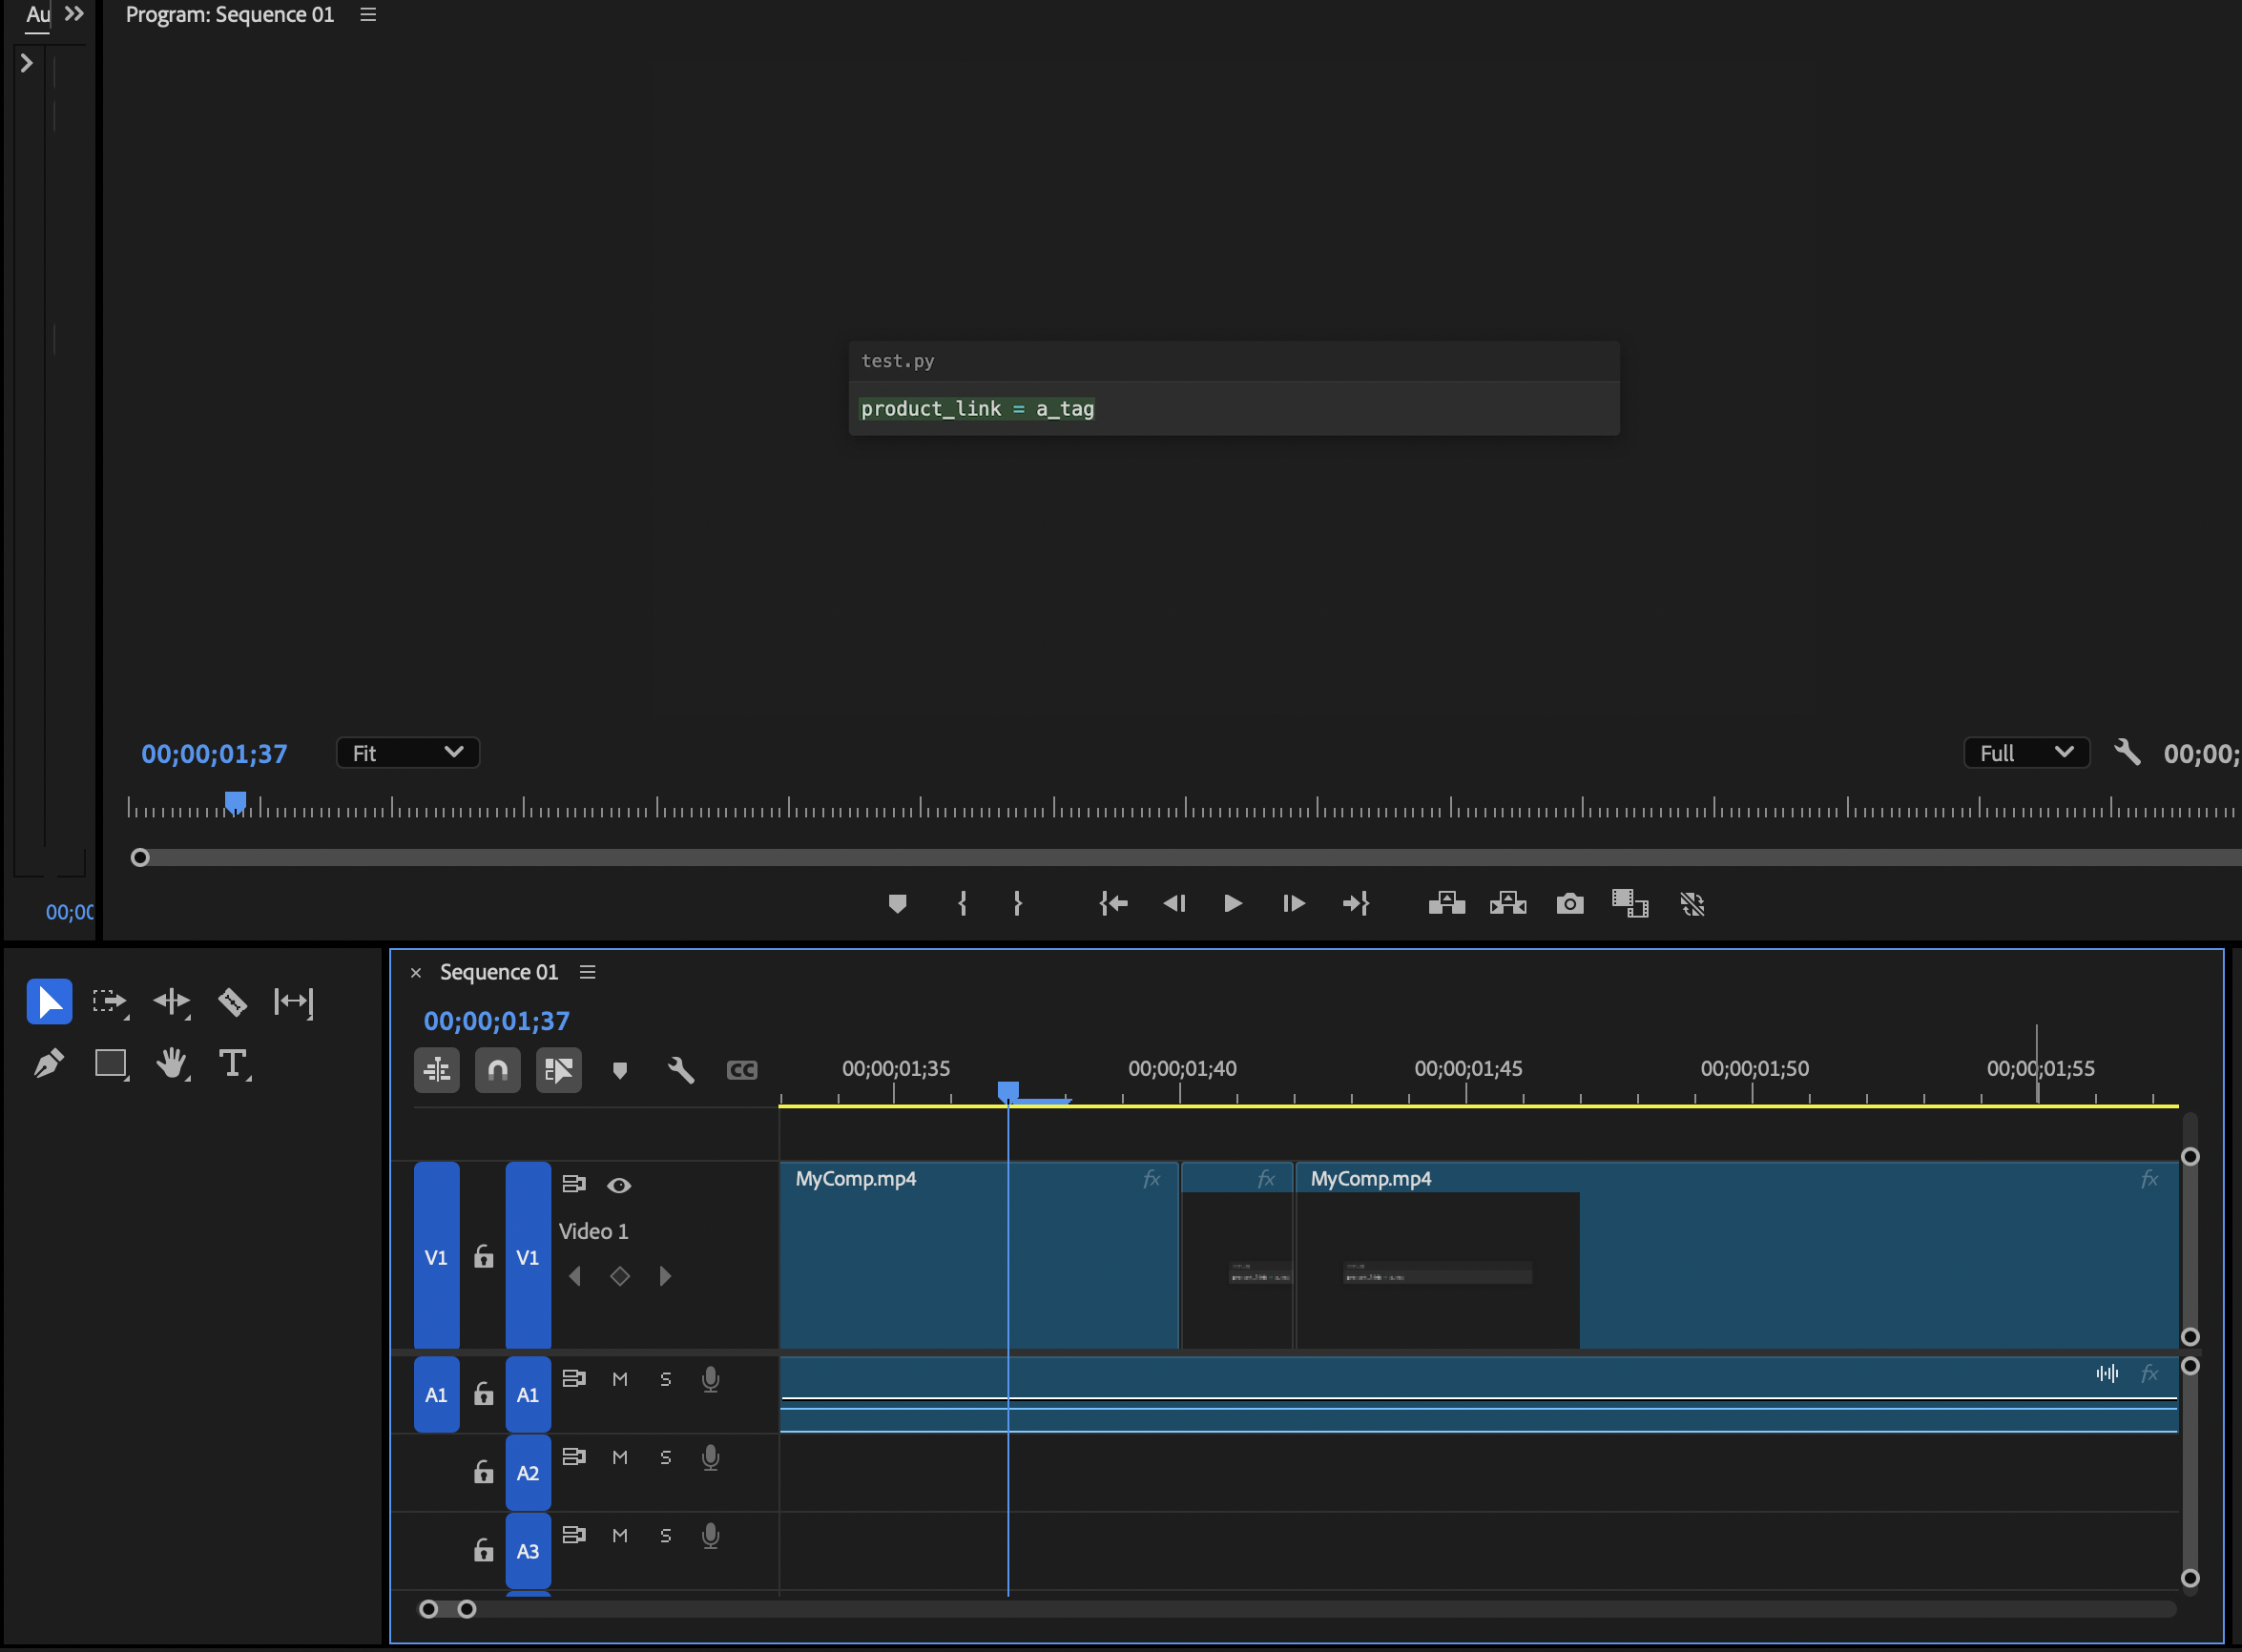 Au
Program: Sequence 01
test.py
product_link = a_tag
00;00;01;37
Fit
Full
00;00;
00;00
Sequence 01
00;00;01;37
CC
00;00;01;35
00;00;01;40
00;00;01;45
00;00;01;50
00;00;01;55
MyComp.mp4
fx
fx
MyComp.mp4
fx
V1
V1
Video 1
A1
A1
M
S
fx
A2
M
S
A3
M
S
T